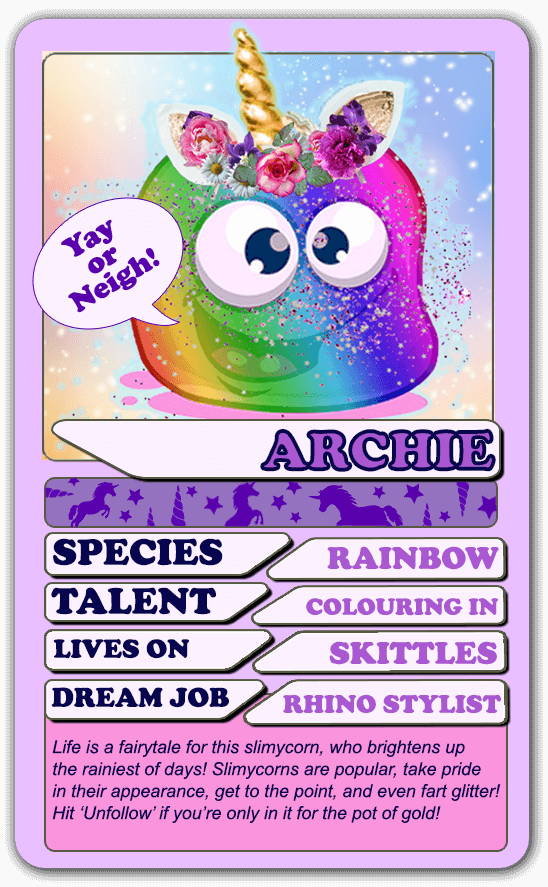 Yay
or
Neigh!
ARCHIE
SPECIES RAINBOW
TALENT COLOURING IN
LIVES ON SKITTLES
DREAM JOB RHINO STYLIST
Life is a fairytale for this slimycorn, who brightens up
the rainiest of days! Slimycorns are popular, take pride
in their appearance, get to the point, and even fart glitter!
Hit ‘Unfollow’ if you’re only in it for the pot of gold!